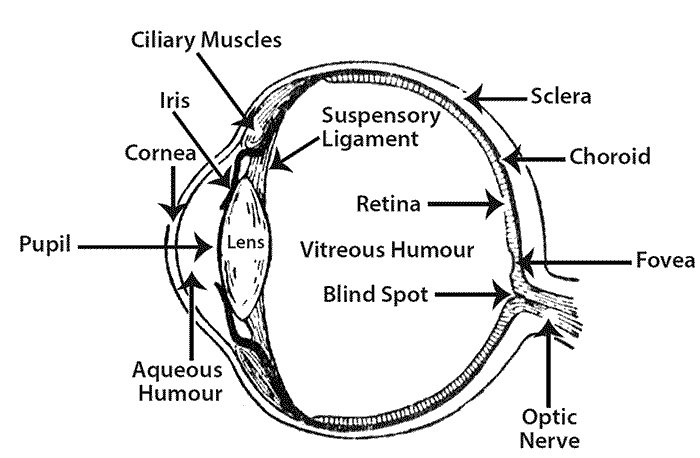 Ciliary Muscles
Iris
Cornea
Pupil
Aqueous
Humour
Lens
Suspensory
Ligament
Retina
Vitreous Humour
Blind Spot
Sclera
Choroid
Fovea
Optic
Nerve